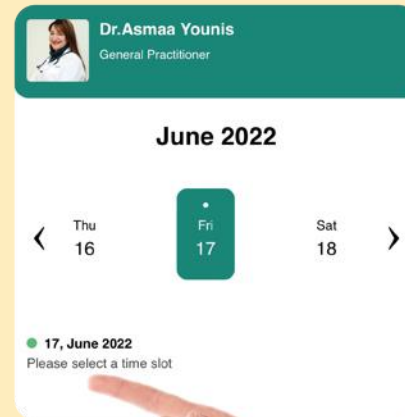 Dr.Asmaa Younis
General Practitioner
June 2022
Thu
Fri
Sat
16
17
18
17, June 2022
Please select a time slot